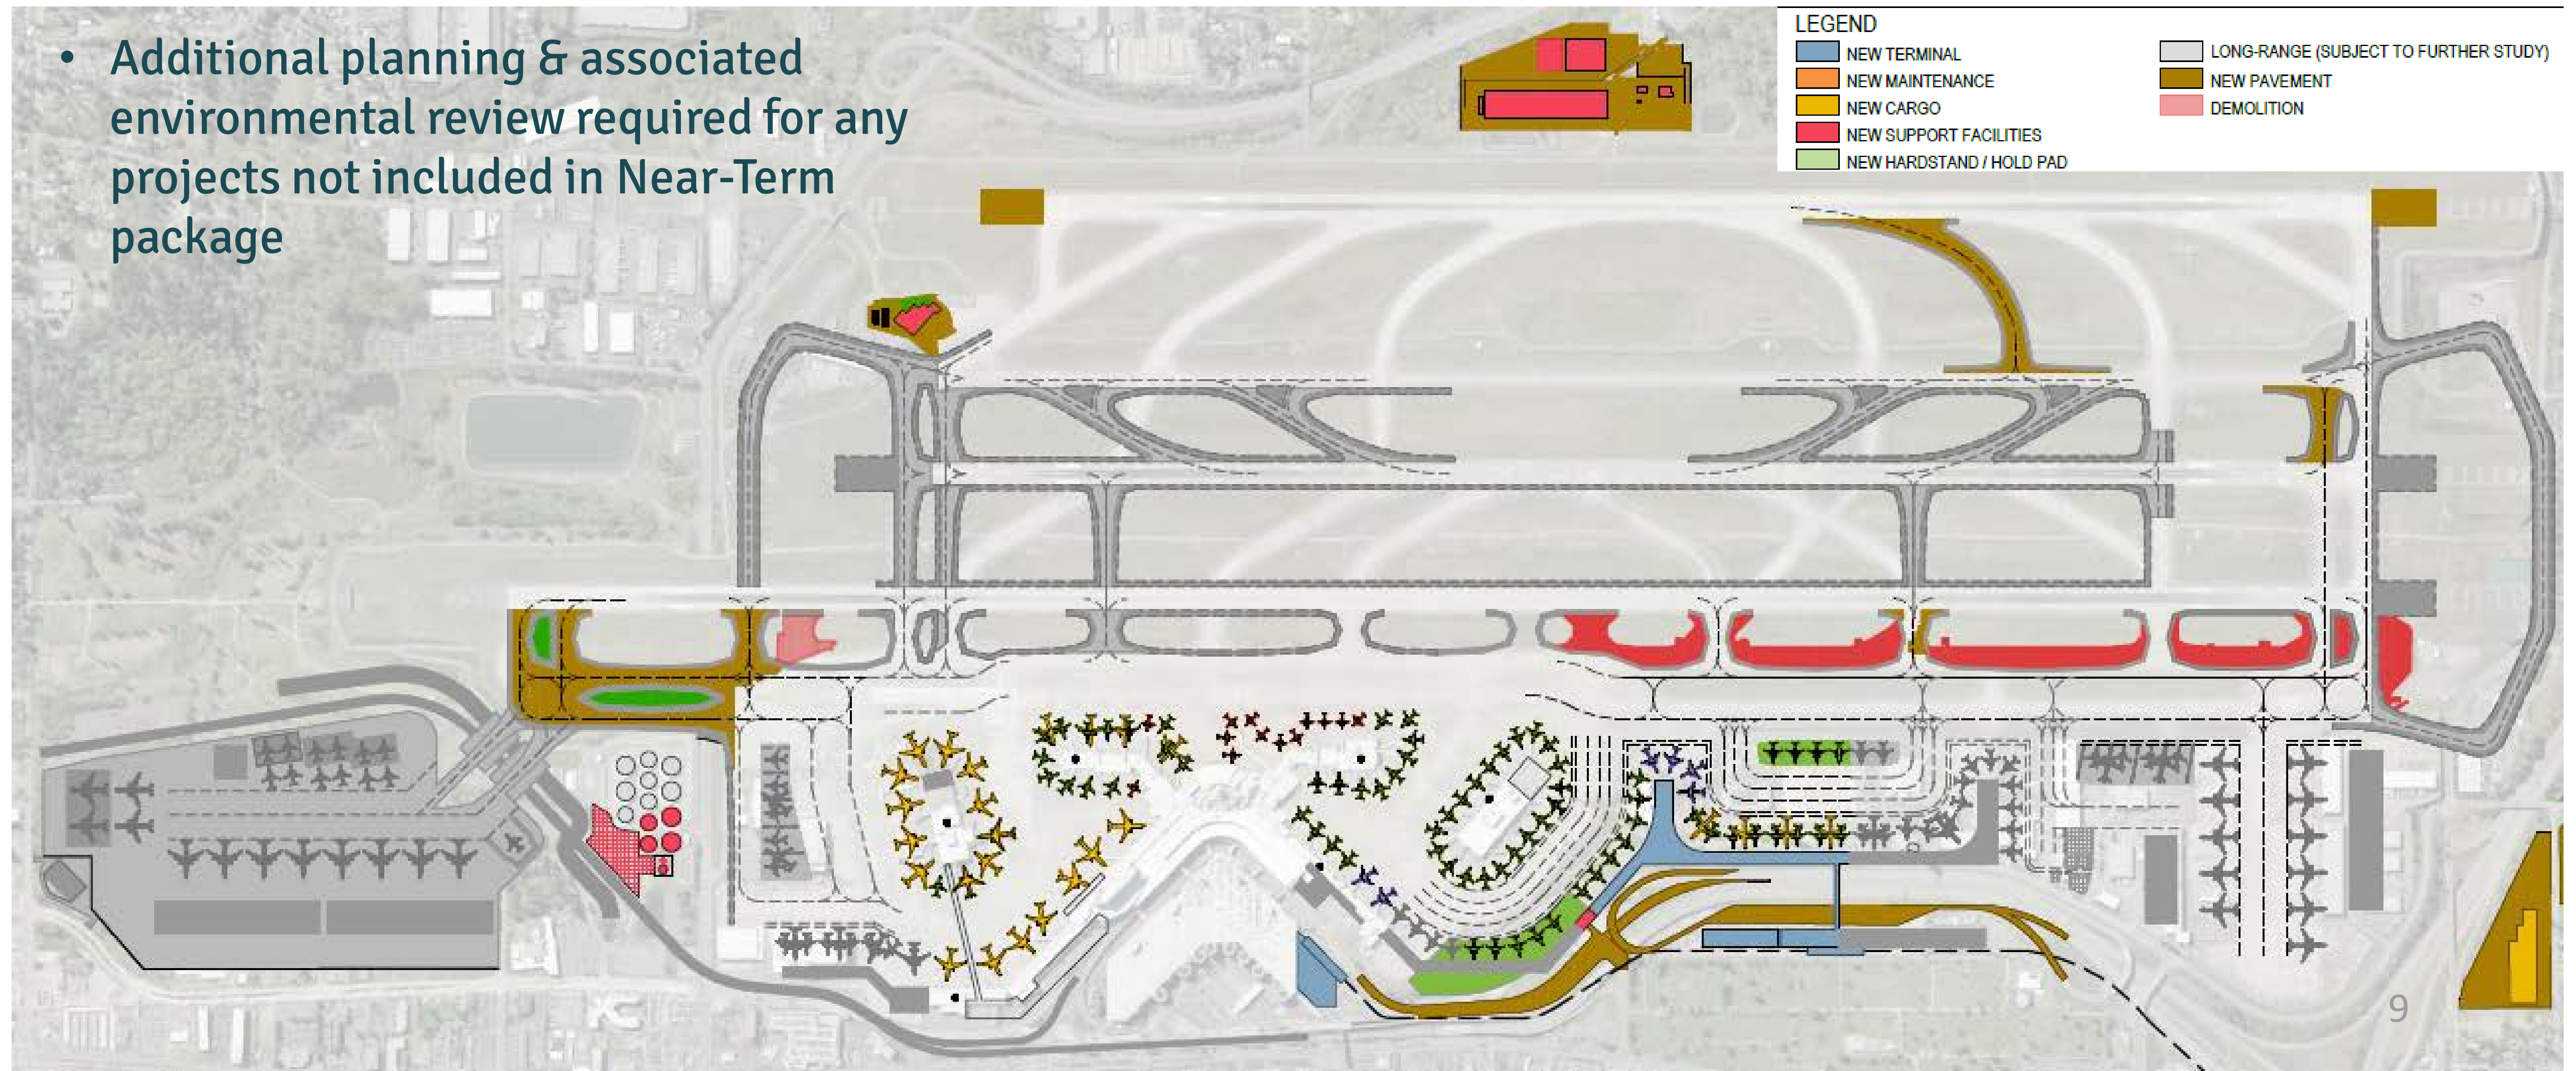 • Additional planning & associated
environmental review required for any
projects not included in Near-Term
package
LEGEND
NEW TERMINAL
NEW MAINTENANCE
NEW CARGO
NEW SUPPORT FACILITIES
NEW HARDSTAND / HOLD PAD
LONG-RANGE (SUBJECT TO FURTHER STUDY)
NEW PAVEMENT
DEMOLITION
9